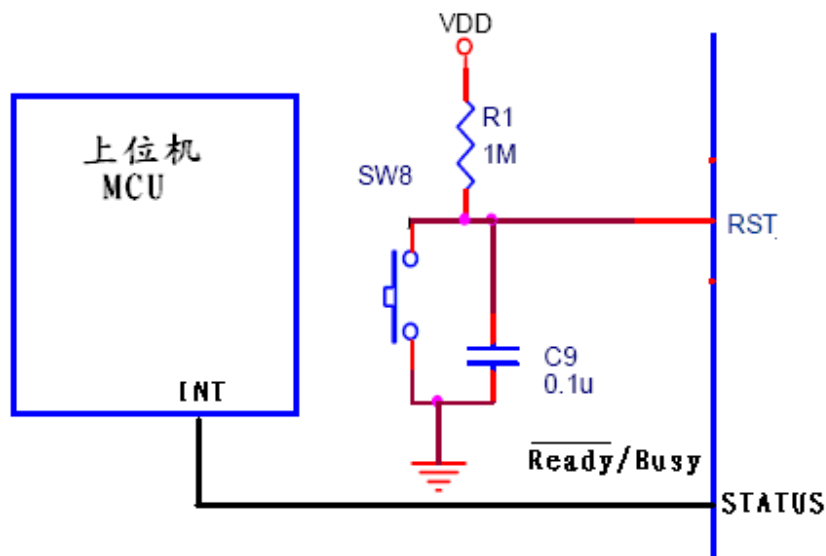 VDD
上位机
MCU
R1
1M
SW8
RST
C9
0.1u
INT
Ready/Busy
STATUS